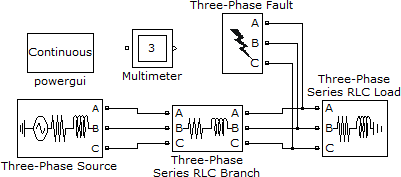 Three-Phase Fault
A
B
C
Continuous
powergui
3
Multimeter
Three-Phase
Series RLC Load
A
B
C
Three-Phase Source
A
B
C
A
B
C
Three-Phase
Series RLC Branch
A
B
C